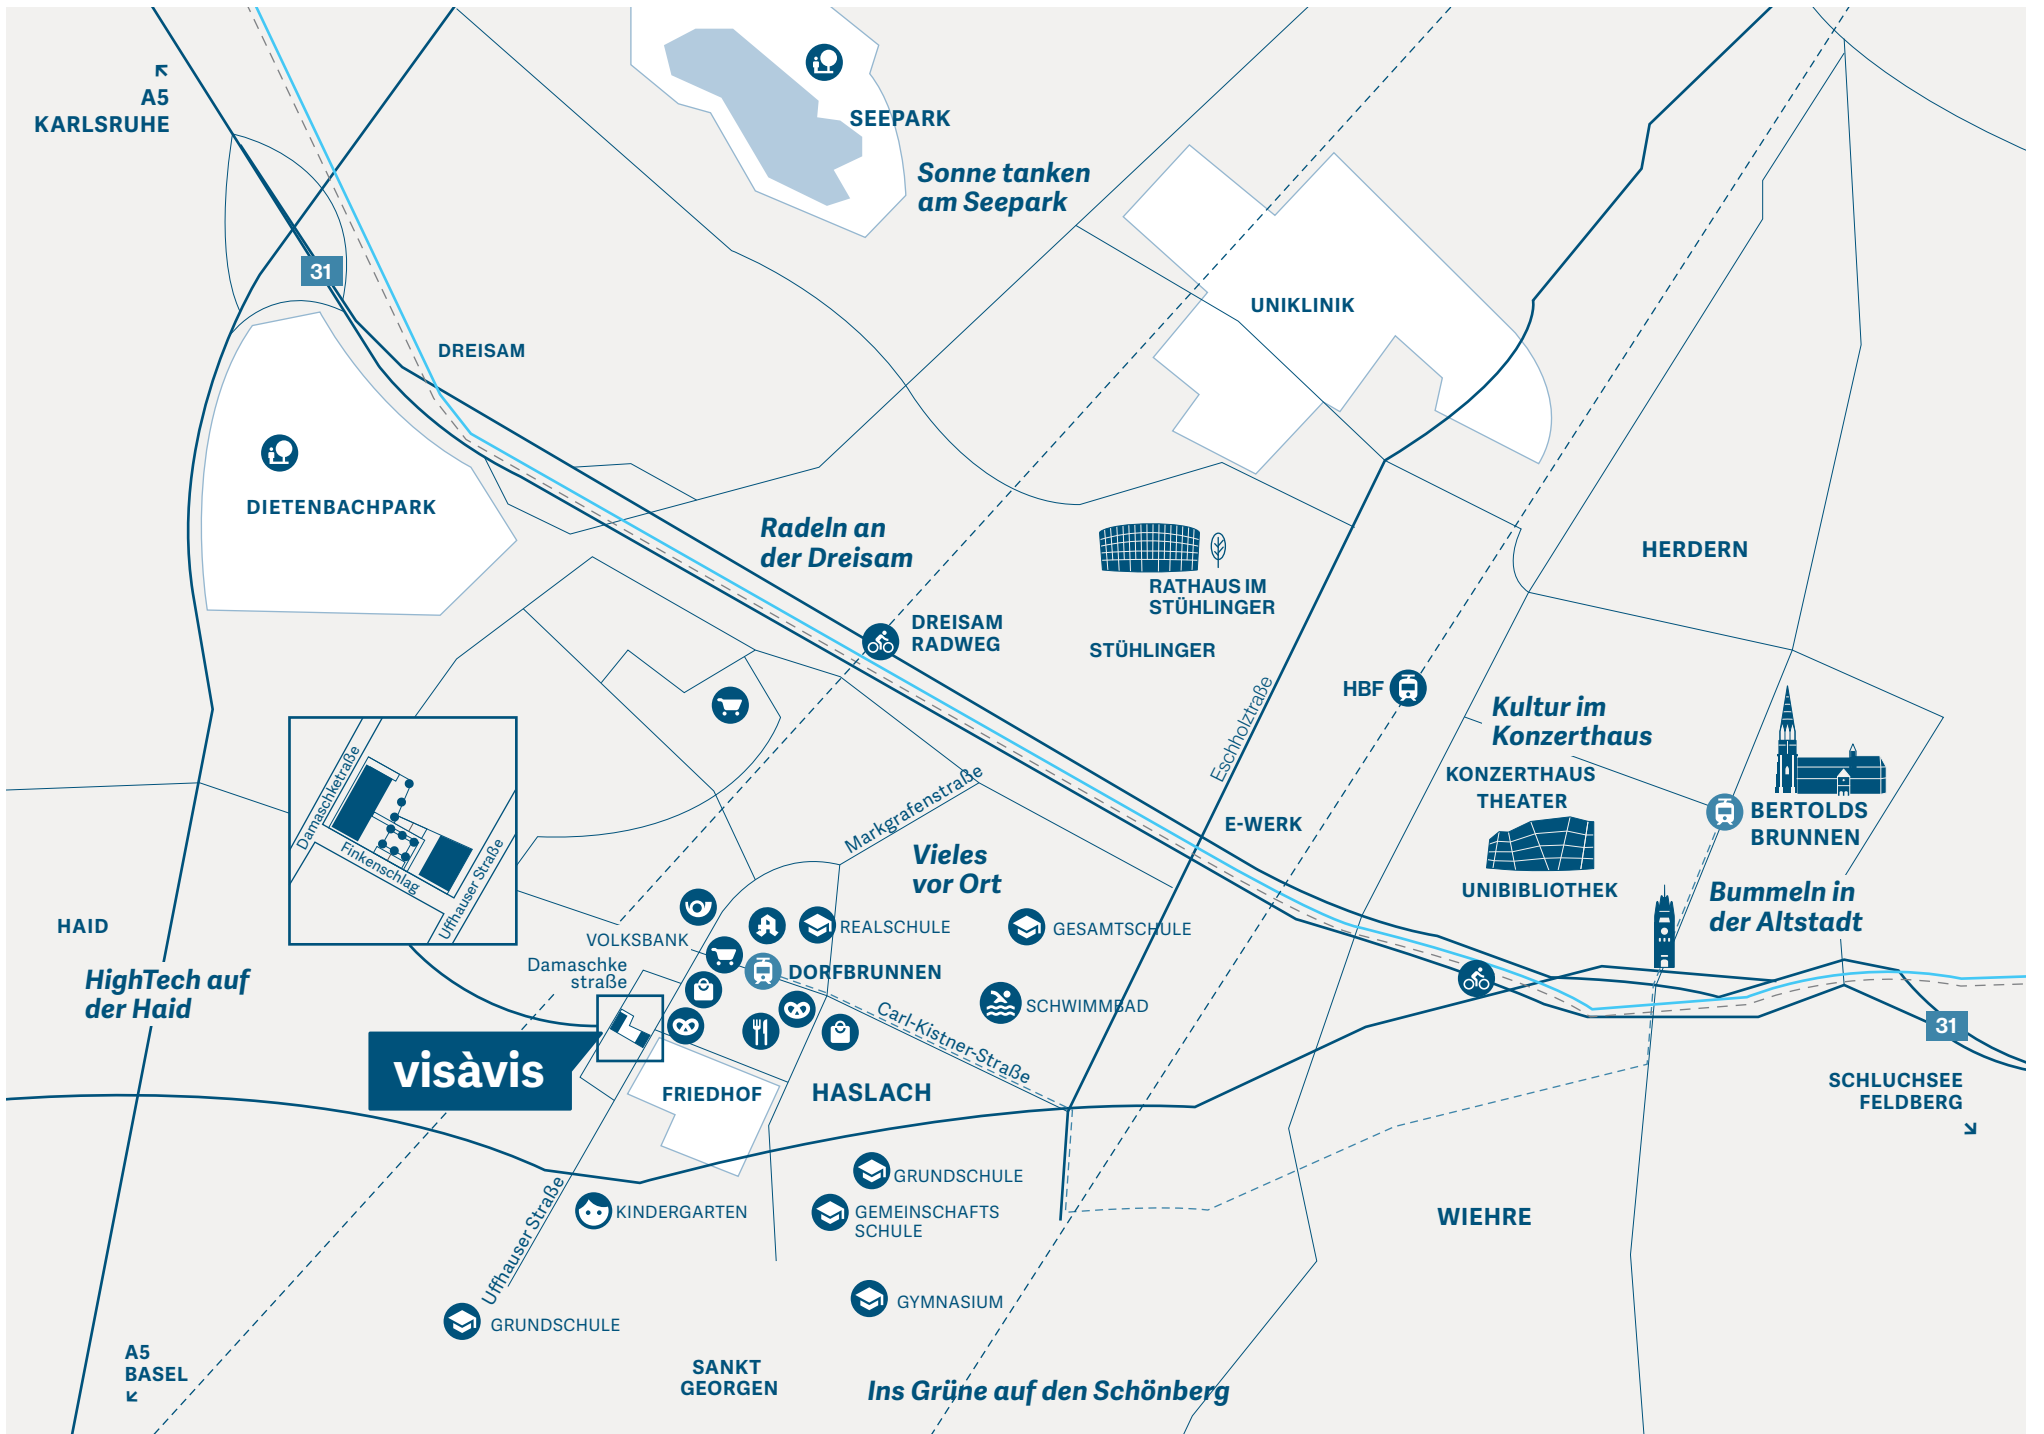 A5
KARLSRUHE
SEEPARK
Sonne tanken
am Seepark
31
UNIKLINIK
DREISAM
DIETENBACHPARK
Radeln an
der Dreisam
HERDERN
RATHAUS IM
STÜHLINGER
DREISAM
RADWEG
STÜHLINGER
HBF
Eschholztraße
Kultur im
Konzerthaus
KONZERTHAUS
THEATER
BERTOLDS
BRUNNEN
Damaschketraße
Finkenschlag
Uffhauser Straße
Markgrafenstraße
E-WERK
Vieles
vor Ort
UNIBIBLIOTHEK
Bummeln in
der Altstadt
HAID
VOLKSBANK
REALSCHULE
GESAMTSCHULE
HighTech auf
der Haid
Damaschke
straße
DORFBRUNNEN
SCHWIMMBAD
Carl-Kistner-Straße
31
visàvis
FRIEDHOF
HASLACH
SCHLUCHSEE
FELDBERG
GRUNDSCHULE
KINDERGARTEN
GEMEINSCHAFTS
SCHULE
WIEHRE
Uffhauser Straße
GYMNASIUM
GRUNDSCHULE
A5
BASEL
SANKT
GEORGEN
Ins Grüne auf den Schönberg